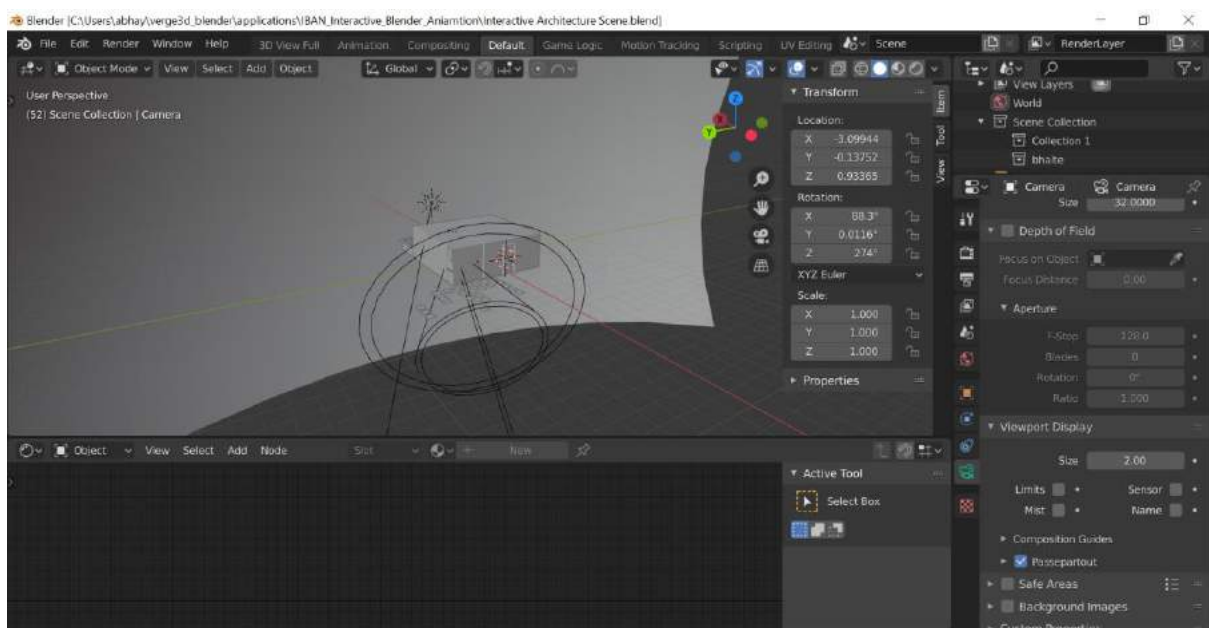 Blender [C:\Users\abhay\verge3d_blender\applications\IBAN_Interactive_Blender_Aniamtion\Interactive Architecture Scene.blend]
File Edit Render Window Help 3D View Full Animation Compositing Default Game Logic Motion Tracking Scripting UV Editing Scene RenderLayer
Object Mode View Select Add Object Global
User Perspective
(52) Scene Collection | Camera
Z
X
Y
Transform
Location:
X -3.09944
Y -0.13752
Z 0.93365
Rotation:
X 88.3°
Y 0.0116°
Z 274°
XYZ Euler
Scale:
X 1.000
Y 1.000
Z 1.000
Properties
Item
Tool
View
View Layers
World
Scene Collection
Collection 1
bhaite
Camera Camera
Size 32.0000
Depth of Field
Focus on Object
Focus Distance 0.00
Aperture
F-Stop 128.0
Blades 0
Rotation 0°
Ratio 1.000
Viewport Display
Size 2.00
Limits Sensor
Mist Name
Composition Guides
Passepartout
Safe Areas
Background Images
Custom Properties
Object View Select Add Node Slot New
Active Tool
Select Box